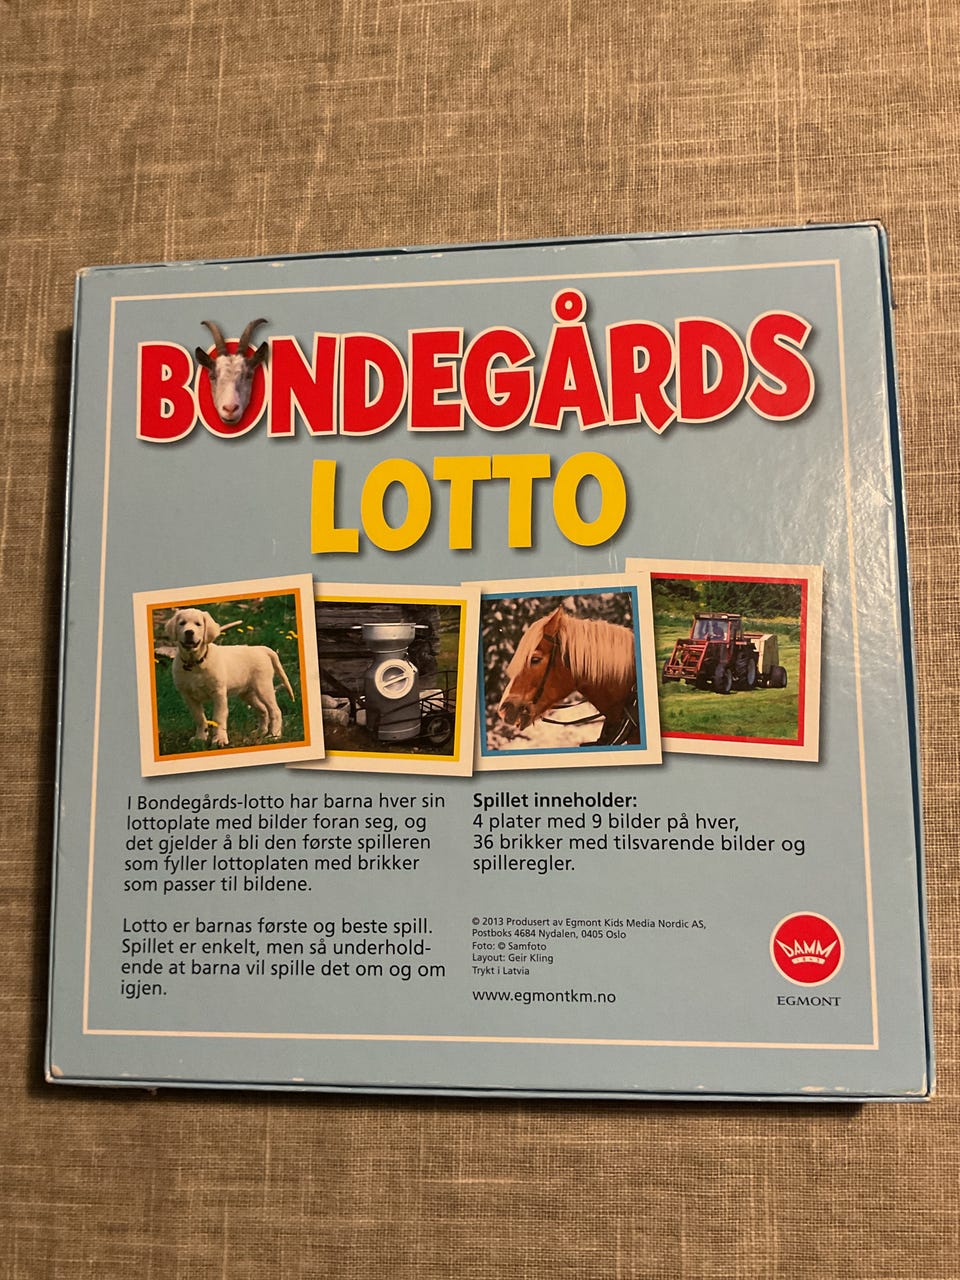 BONDEGÅRDS
LOTTO
I Bondegårds-lotto har barna hver sin
lottoplate med bilder foran seg, og
det gjelder å bli den første spilleren
som fyller lottoplaten med brikker
som passer til bildene.
Lotto er barnas første og beste spill.
Spillet er enkelt, men så underhold-
ende at barna vil spille det om og om
igjen.
Spillet inneholder:
4 plater med 9 bilder på hver,
36 brikker med tilsvarende bilder og
spilleregler.
© 2013 Produsert av Egmont Kids Media Nordic AS,
Postboks 4684 Nydalen, 0405 Oslo
Foto: © Samfoto
Layout: Geir Kling
Trykt i Latvia
www.egmontkm.no
DAMM
EGMONT